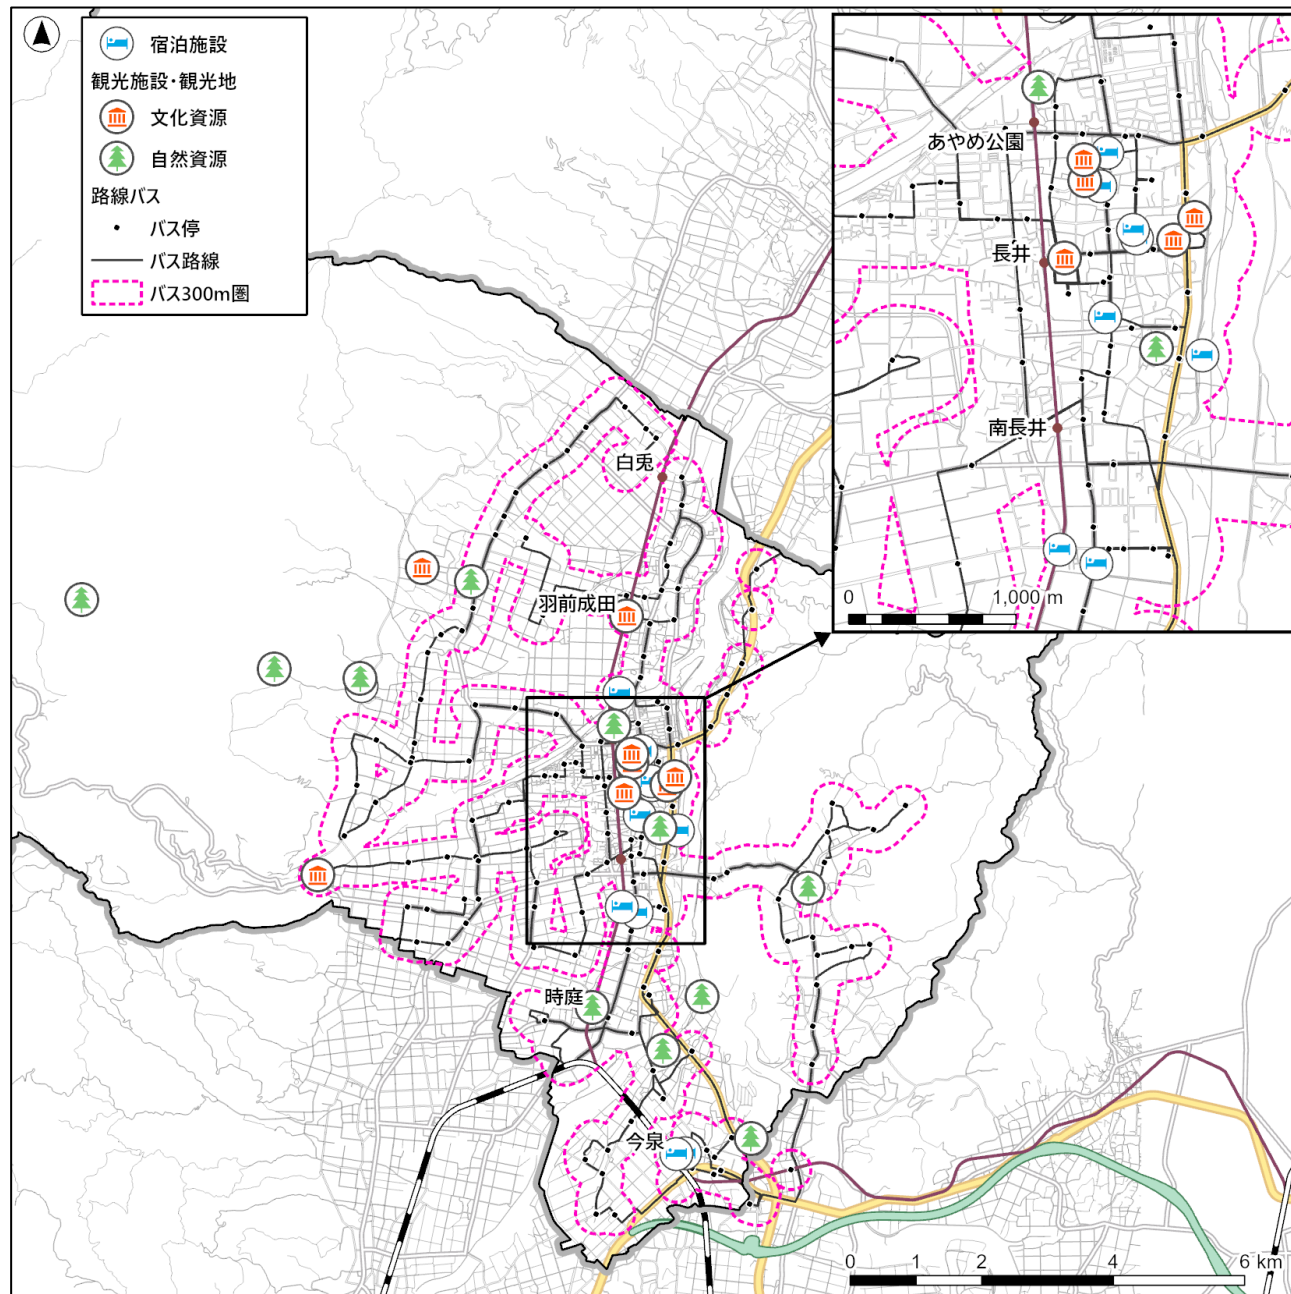 宿泊施設
観光施設・観光地
文化資源
自然資源
路線バス
バス停
バス路線
バス300m圏
あやめ公園
長井
南長井
0 1,000 m
白兎
羽前成田
時庭
今泉
0 1 2 4 6 km